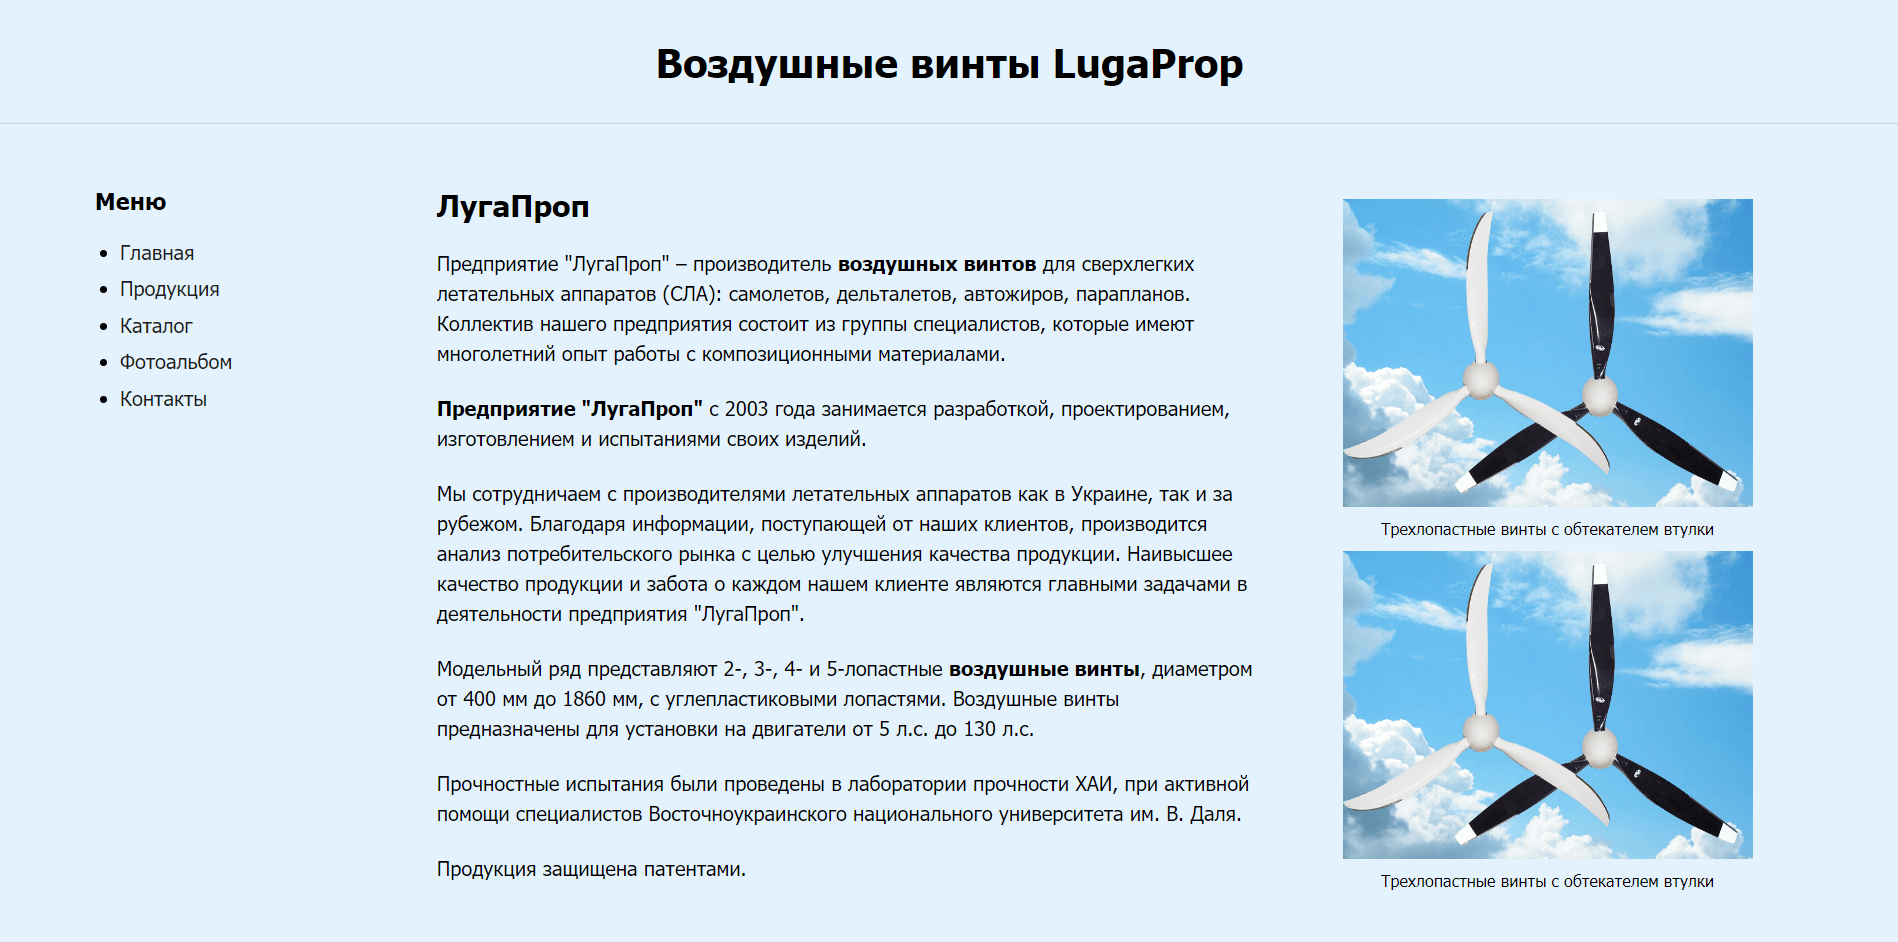 Воздушные винты LugaProp
Меню
Главная
Продукция
Каталог
Фотоальбом
Контакты
ЛугаПроп
Предприятие "ЛугаПроп" – производитель воздушных винтов для сверхлегких
летательных аппаратов (СЛА): самолетов, дельталетов, автожиров, парапланов.
Коллектив нашего предприятия состоит из группы специалистов, которые имеют
многолетний опыт работы с композиционными материалами.
Предприятие "ЛугаПроп" с 2003 года занимается разработкой, проектированием,
изготовлением и испытаниями своих изделий.
Мы сотрудничаем с производителями летательных аппаратов как в Украине, так и за
рубежом. Благодаря информации, поступающей от наших клиентов, производится
анализ потребительского рынка с целью улучшения качества продукции. Наивысшее
качество продукции и забота о каждом нашем клиенте являются главными задачами в
деятельности предприятия "ЛугаПроп".
Модельный ряд представляют 2-, 3-, 4- и 5-лопастные воздушные винты, диаметром
от 400 мм до 1860 мм, с углепластиковыми лопастями. Воздушные винты
предназначены для установки на двигатели от 5 л.с. до 130 л.с.
Прочностные испытания были проведены в лаборатории прочности ХАИ, при активной
помощи специалистов Восточноукраинского национального университета им. В. Даля.
Продукция защищена патентами.
Трехлопастные винты с обтекателем втулки
Трехлопастные винты с обтекателем втулки